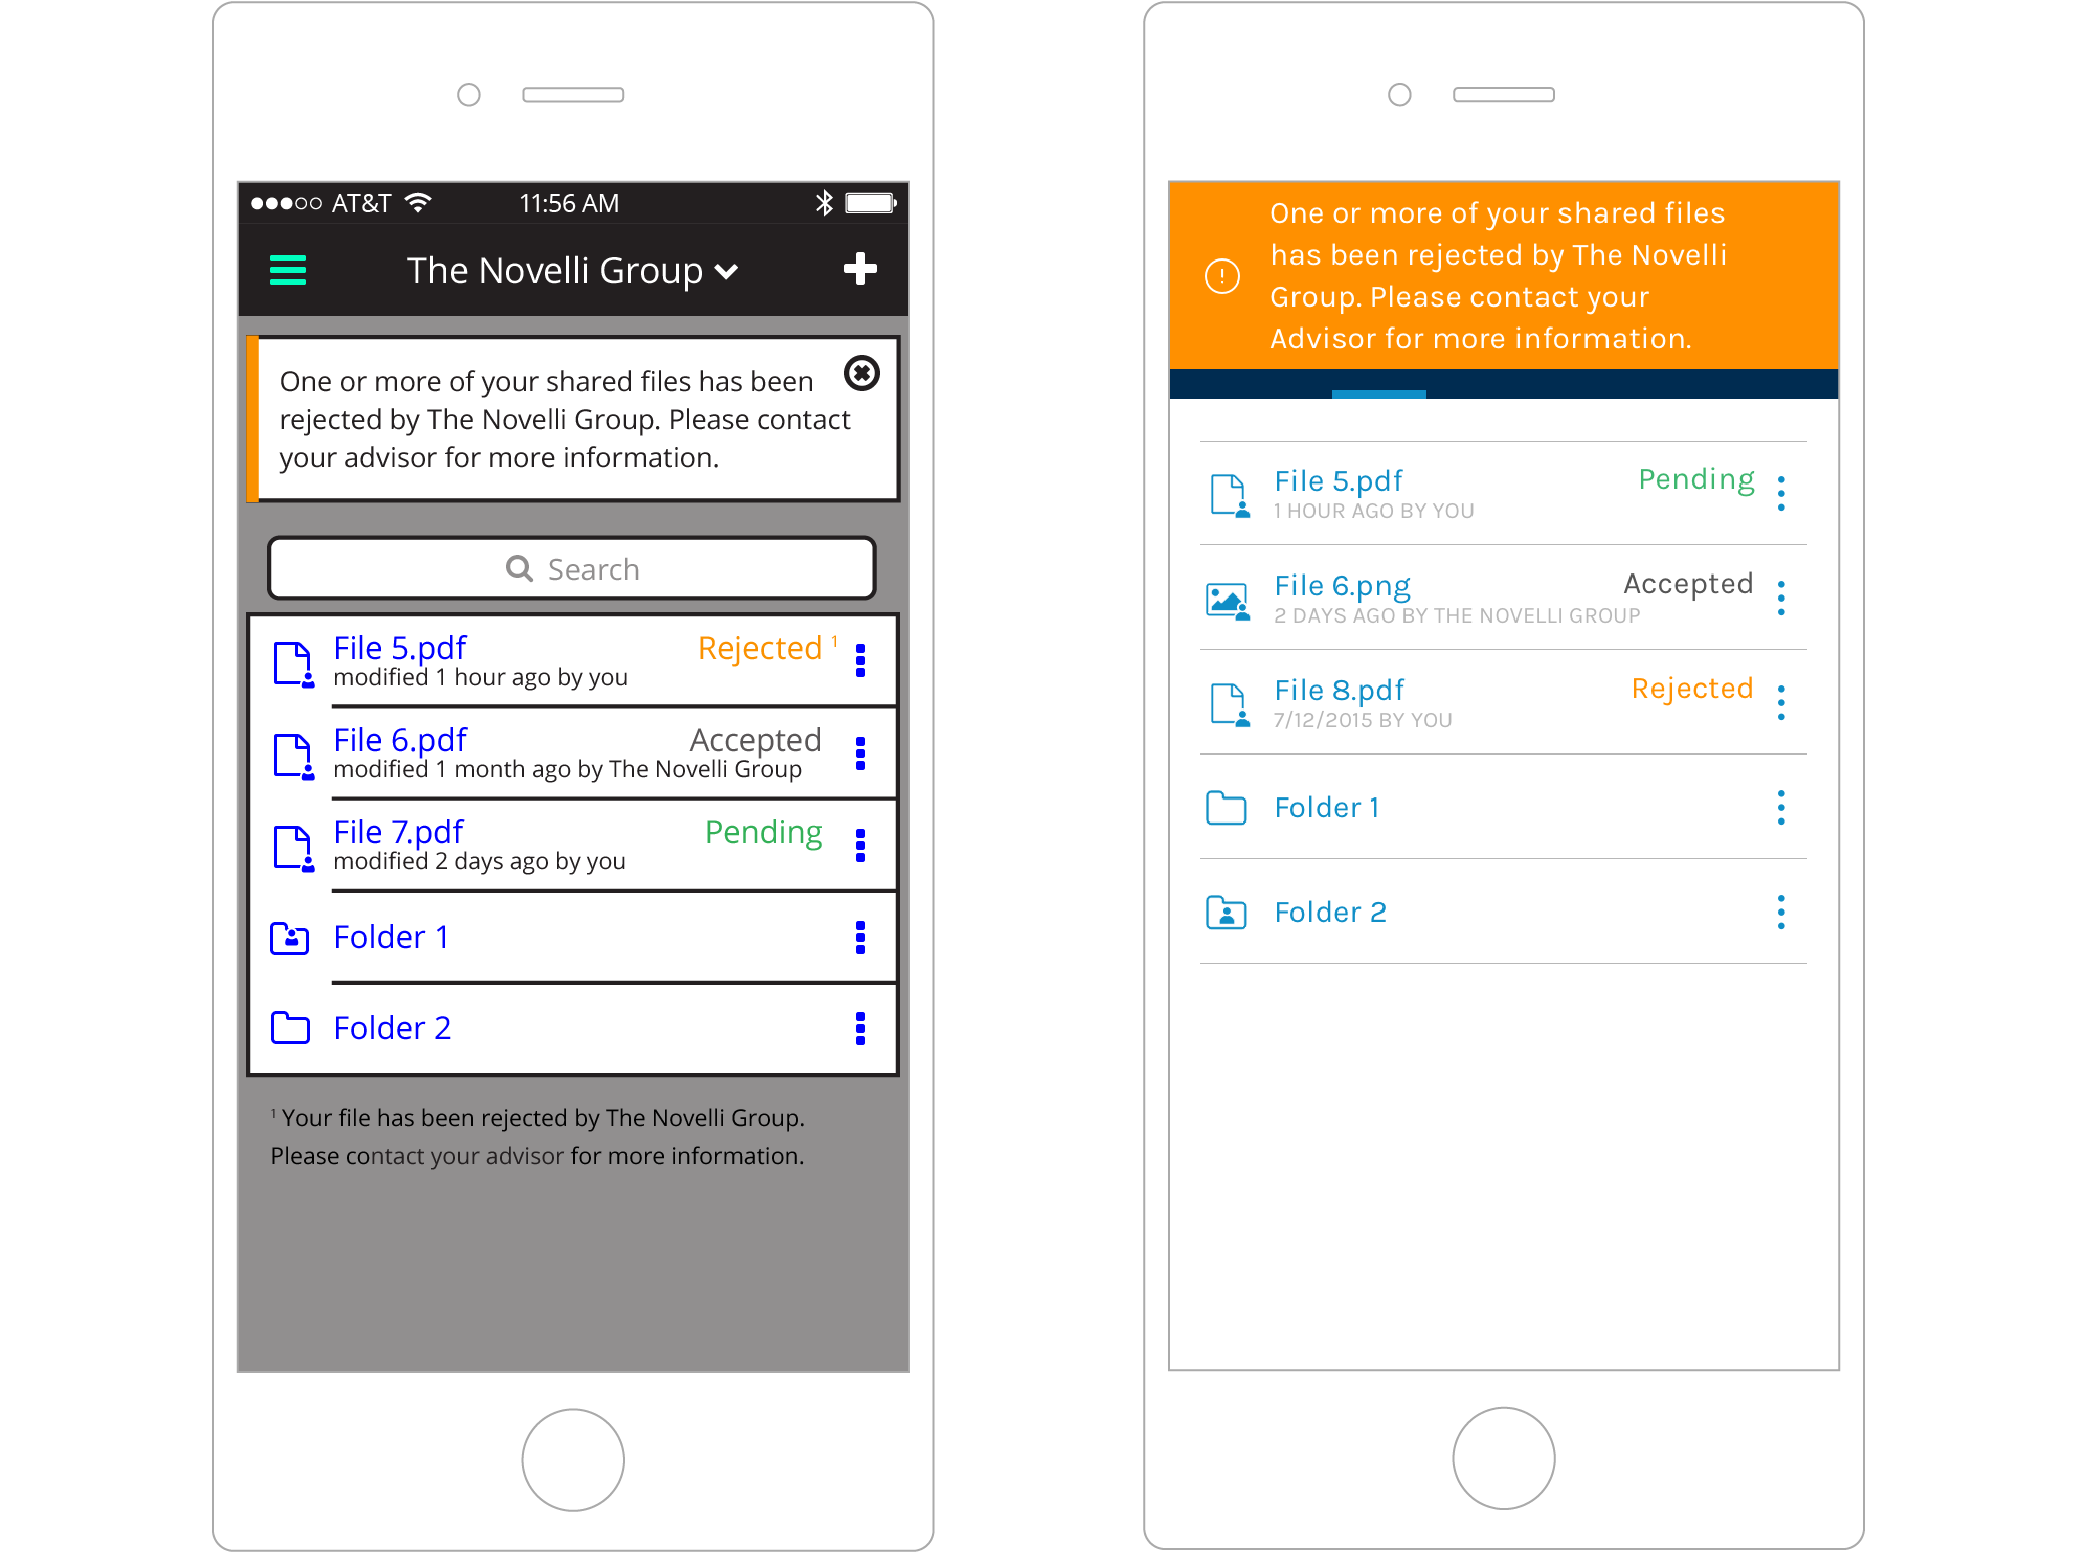 AT&T 11:56 AM
The Novelli Group
One or more of your shared files has been
rejected by The Novelli Group. Please contact
your advisor for more information.
Search
File 5.pdf Rejected ¹
modified 1 hour ago by you
File 6.pdf Accepted
modified 1 month ago by The Novelli Group
File 7.pdf Pending
modified 2 days ago by you
Folder 1
Folder 2
¹ Your file has been rejected by The Novelli Group.
Please contact your advisor for more information.
One or more of your shared files
has been rejected by The Novelli
Group. Please contact your
Advisor for more information.
File 5.pdf Pending
1 HOUR AGO BY YOU
File 6.png Accepted
2 DAYS AGO BY THE NOVELLI GROUP
File 8.pdf Rejected
7/12/2015 BY YOU
Folder 1
Folder 2